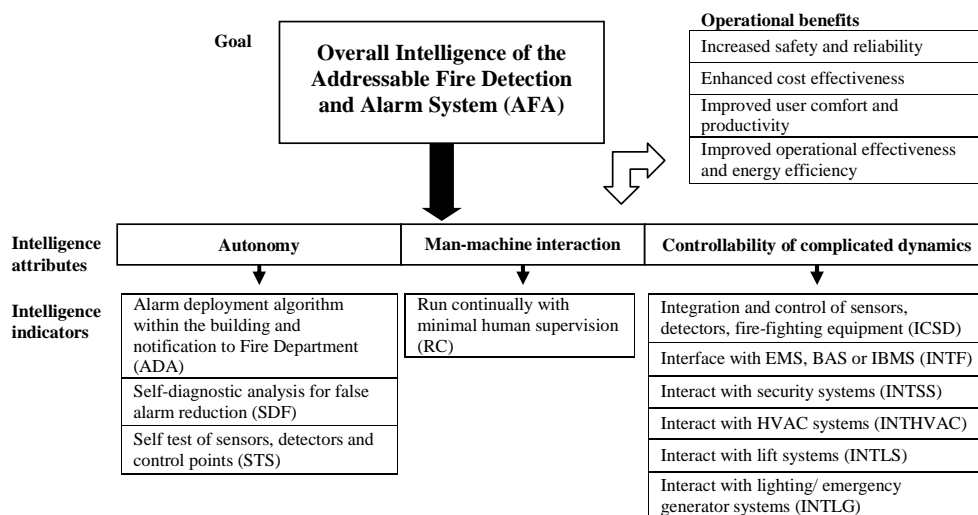 Goal
Overall Intelligence of the
Addressable Fire Detection
and Alarm System (AFA)
Operational benefits
Increased safety and reliability
Enhanced cost effectiveness
Improved user comfort and
productivity
Improved operational effectiveness
and energy efficiency
Intelligence
attributes
Autonomy
Man-machine interaction
Controllability of complicated dynamics
Intelligence
indicators
Alarm deployment algorithm
within the building and
notification to Fire Department
(ADA)
Self-diagnostic analysis for false
alarm reduction (SDF)
Self test of sensors, detectors and
control points (STS)
Run continually with
minimal human supervision
(RC)
Integration and control of sensors,
detectors, fire-fighting equipment (ICSD)
Interface with EMS, BAS or IBMS (INTF)
Interact with security systems (INTSS)
Interact with HVAC systems (INTHVAC)
Interact with lift systems (INTLS)
Interact with lighting/ emergency
generator systems (INTLG)